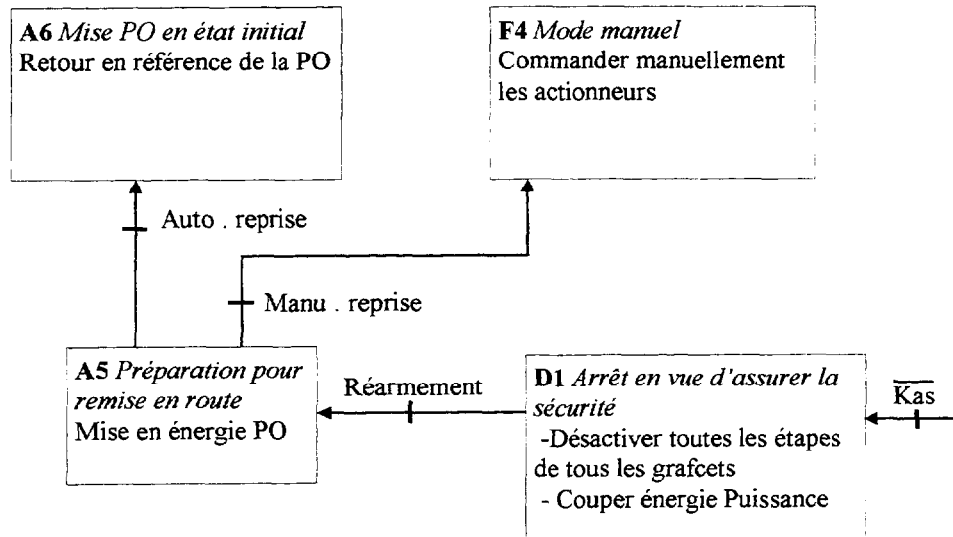 A6 Mise PO en état initial
Retour en référence de la PO
F4 Mode manuel
Commander manuellement
les actionneurs
Auto . reprise
Manu . reprise
A5 Préparation pour
remise en route
Mise en énergie PO
Réarmement
D1 Arrêt en vue d'assurer la
sécurité
-Désactiver toutes les étapes
de tous les grafcets
- Couper énergie Puissance
K̅a̅s̅